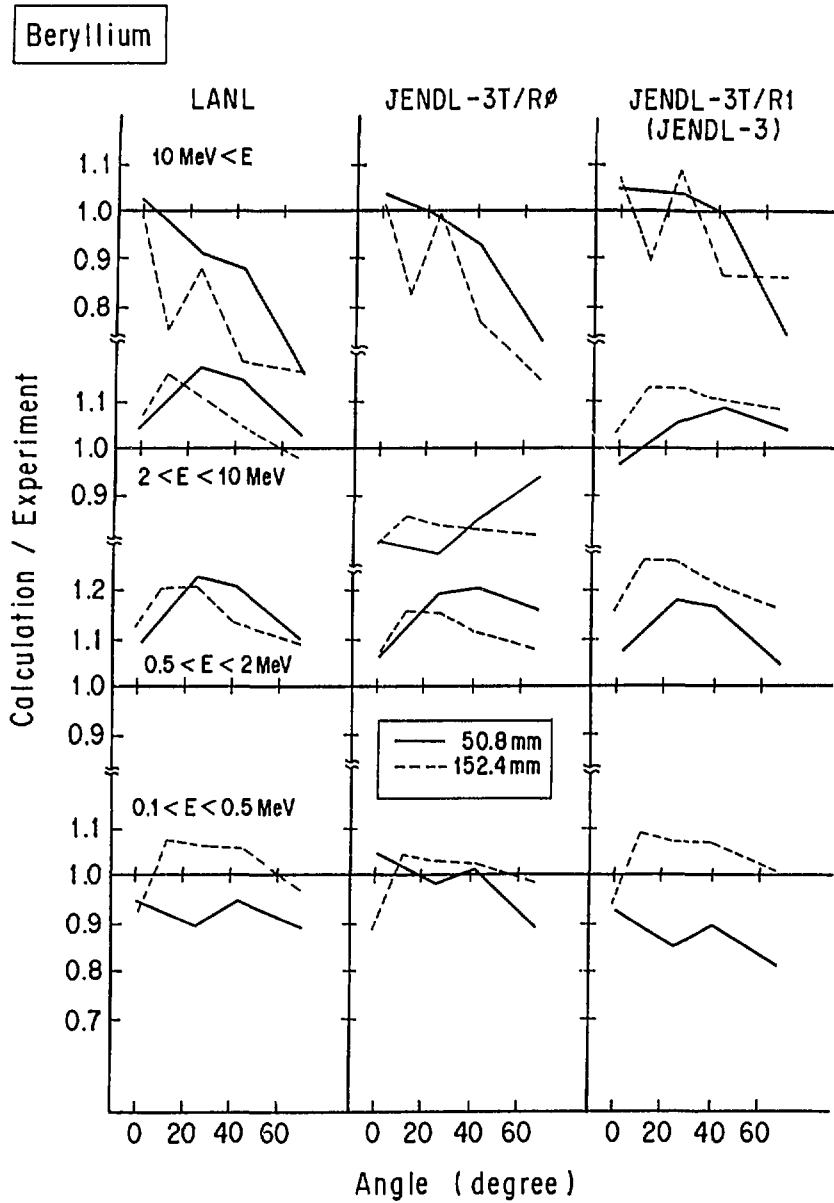 Beryllium
LANL JENDL-3T/RØ JENDL-3T/R1
(JENDL-3)
10 MeV < E
1.1
1.0
0.9
0.8
1.1
1.0
2 < E < 10 MeV
0.9
1.2
1.1
0.5 < E < 2 MeV
1.0
0.9
50.8 mm
152.4 mm
0.1 < E < 0.5 MeV
1.1
1.0
0.9
0.8
0.7
0 20 40 60 0 20 40 60 0 20 40 60
Angle (degree)
Calculation / Experiment